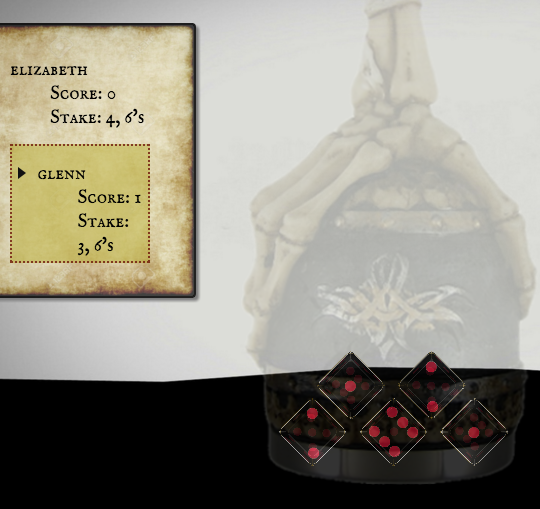 ELIZABETH
SCORE: 0
STAKE: 4, 6's
GLENN
SCORE: 1
STAKE:
3, 6's